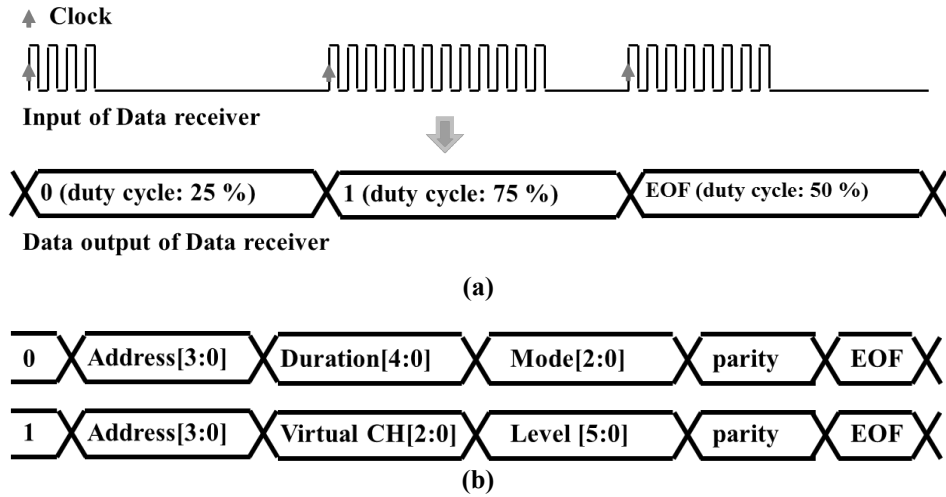 Clock
Input of Data receiver
0 (duty cycle: 25 %) 1 (duty cycle: 75 %) EOF (duty cycle: 50 %)
Data output of Data receiver
(a)
0 Address[3:0] Duration[4:0] Mode[2:0] parity EOF
1 Address[3:0] Virtual CH[2:0] Level [5:0] parity EOF
(b)